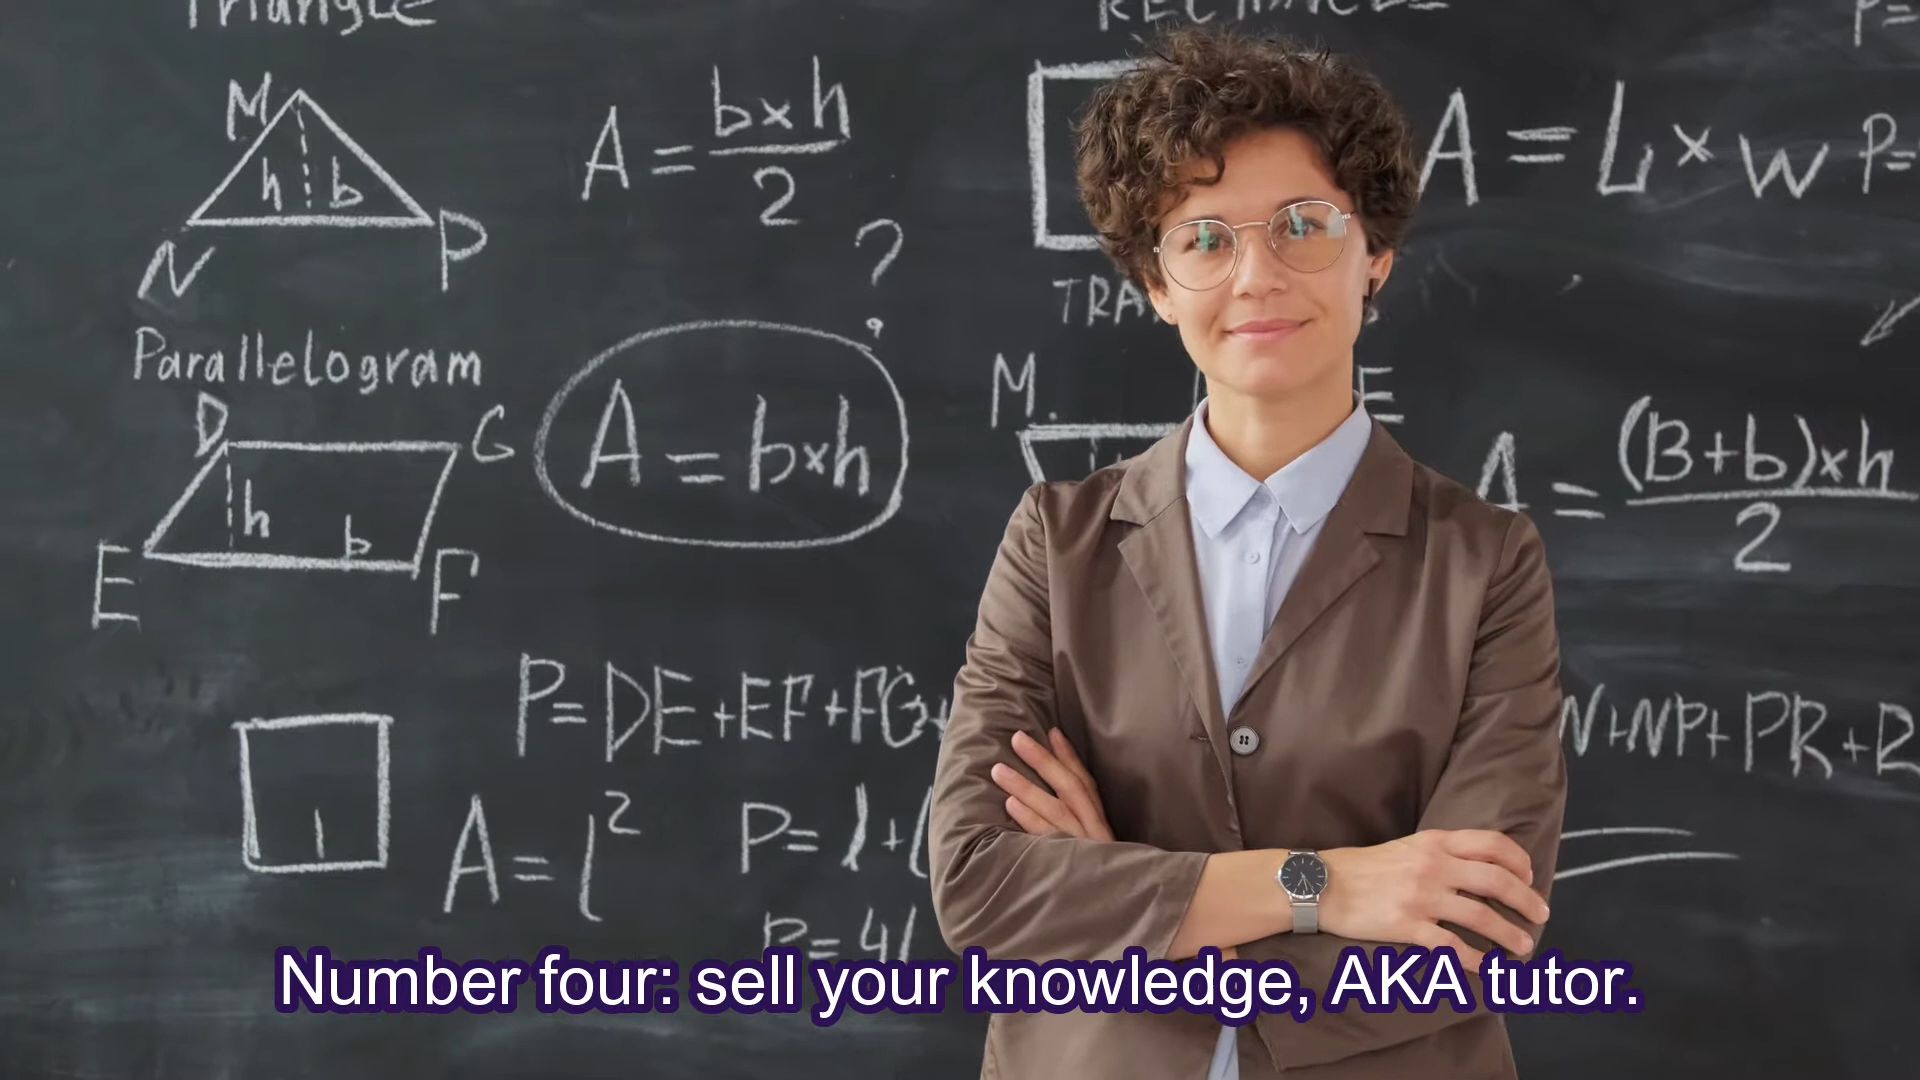 Triangle
M
h b
N P
A = b×h / 2
?
Parallelogram
D G
h
b
E F
A = b×h
P= DE+EF+FG+
l
A = l²
P= l+l
P= 4l
RECTANGLE
A = L × w
P=
P=
TRA
M E
A = (B+b)×h / 2
N+NP+PR+R
Number four: sell your knowledge, AKA tutor.